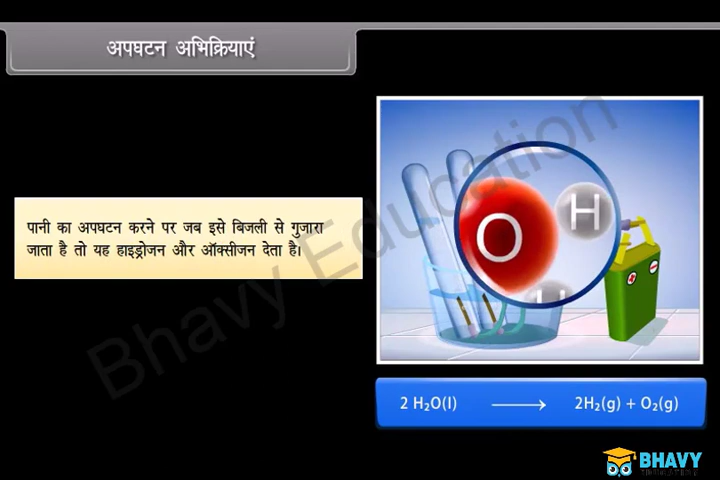 अपघटन अभिक्रियाएं
पानी का अपघटन करने पर जब इसे बिजली से गुजारा
जाता है तो यह हाइड्रोजन और ऑक्सीजन देता है।
O
H
H
2 H₂O(l) ⟶ 2H₂(g) + O₂(g)
Bhavy Education
BHAVY
EDUCATION